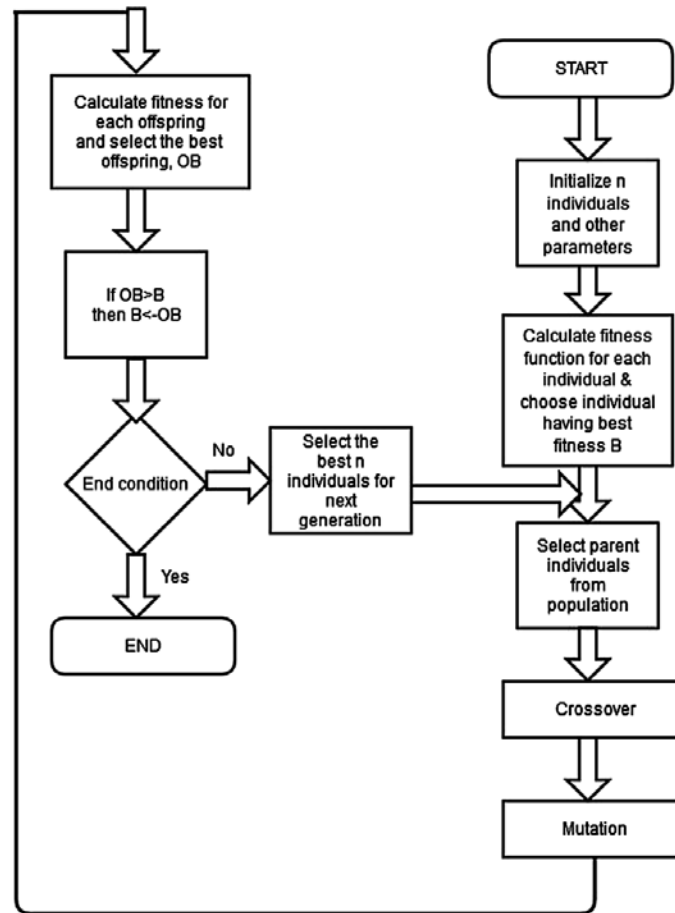 START
Initialize n
individuals
and other
parameters
Calculate fitness
function for each
individual &
choose individual
having best
fitness B
Select parent
individuals
from
population
Crossover
Mutation
Calculate fitness for
each offspring
and select the best
offspring, OB
If OB>B
then B<-OB
End condition
No
Select the
best n
individuals for
next
generation
Yes
END